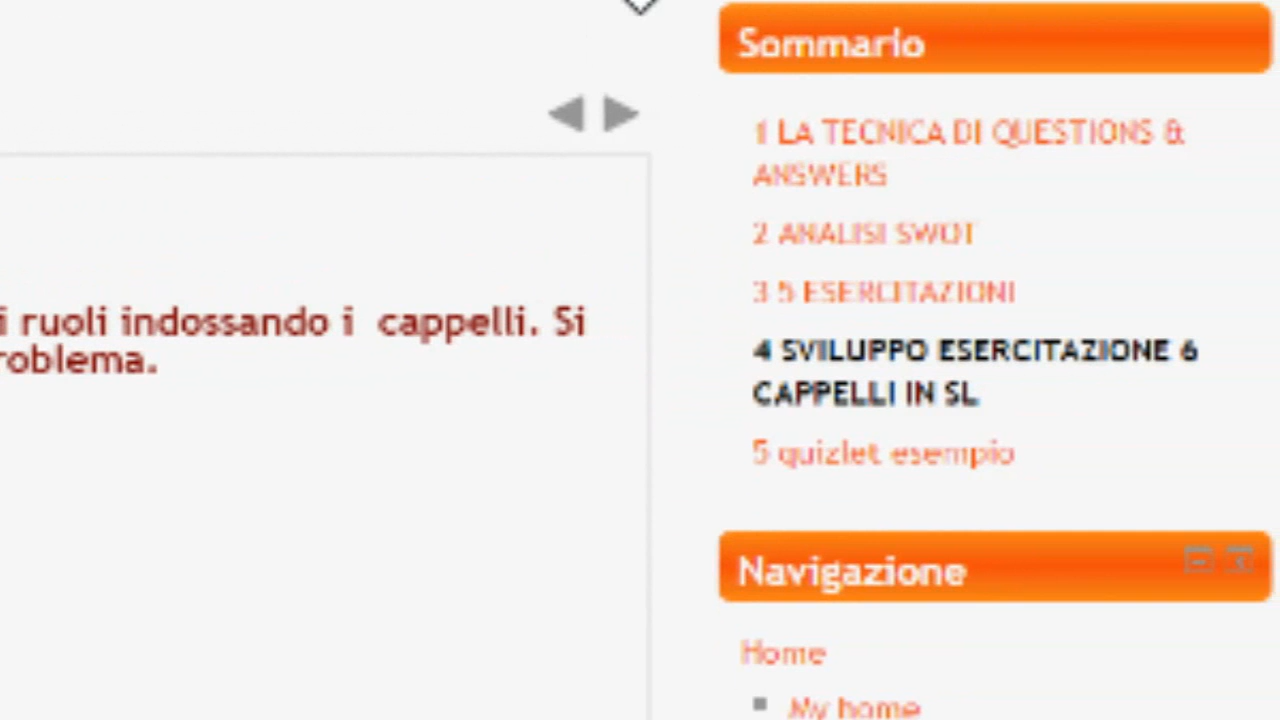 Sommario
1 LA TECNICA DI QUESTIONS &
ANSWERS
2 ANALISI SWOT
3 5 ESERCITAZIONI
i ruoli indossando i cappelli. Si
roblema.
4 SVILUPPO ESERCITAZIONE 6
CAPPELLI IN SL
5 quizlet esempio
Navigazione
Home
My home